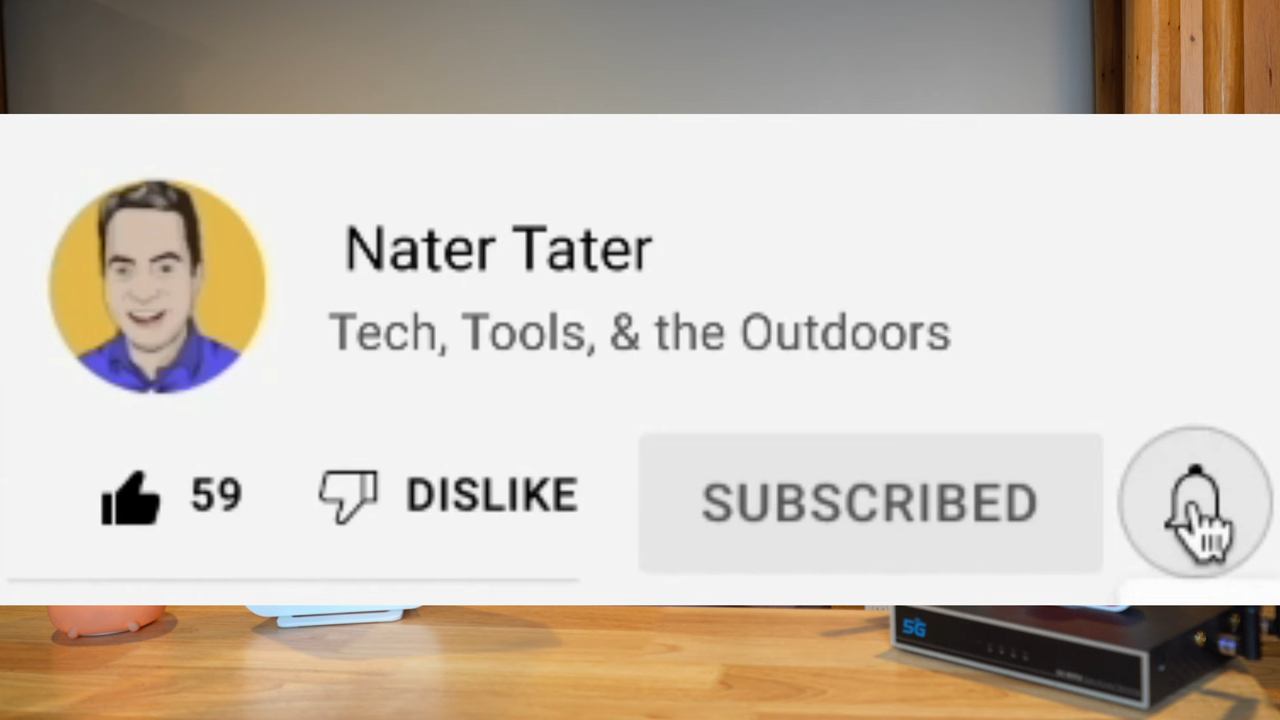 Nater Tater
Tech, Tools, & the Outdoors
59
DISLIKE
SUBSCRIBED
5G